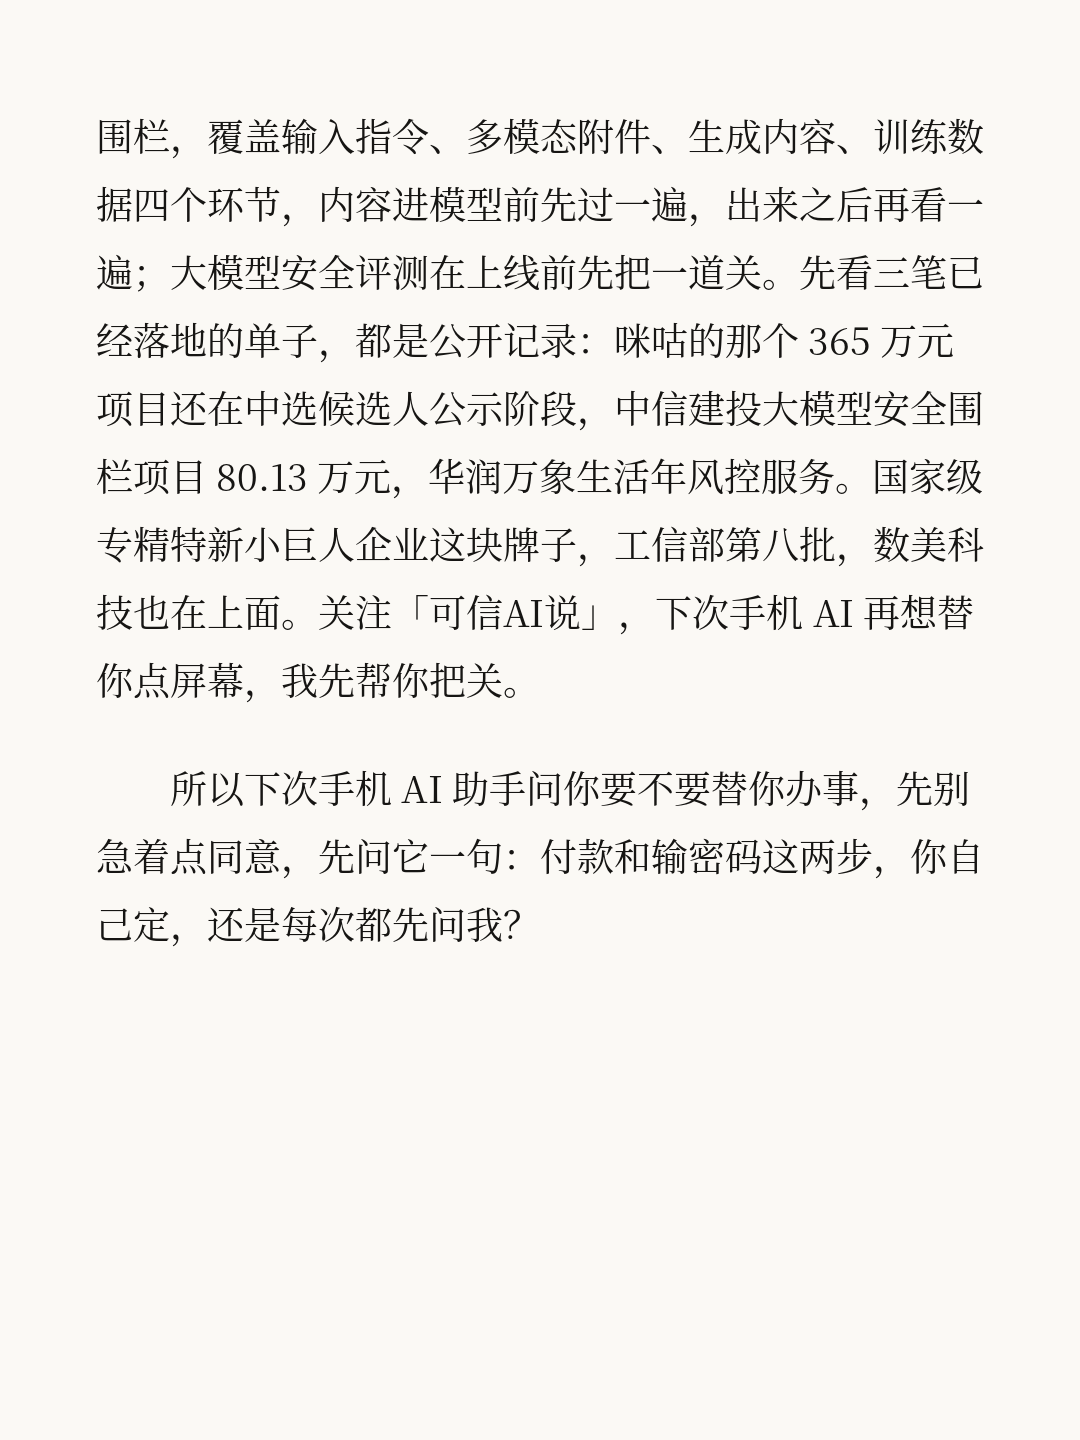 围栏，覆盖输入指令、多模态附件、生成内容、训练数
据四个环节，内容进模型前先过一遍，出来之后再看一
遍；大模型安全评测在上线前先把一道关。先看三笔已
经落地的单子，都是公开记录：咪咕的那个 365 万元
项目还在中选候选人公示阶段，中信建投大模型安全围
栏项目 80.13 万元，华润万象生活年风控服务。国家级
专精特新小巨人企业这块牌子，工信部第八批，数美科
技也在上面。关注「可信AI说」，下次手机 AI 再想替
你点屏幕，我先帮你把关。
所以下次手机 AI 助手问你要不要替你办事，先别
急着点同意，先问它一句：付款和输密码这两步，你自
己定，还是每次都先问我？